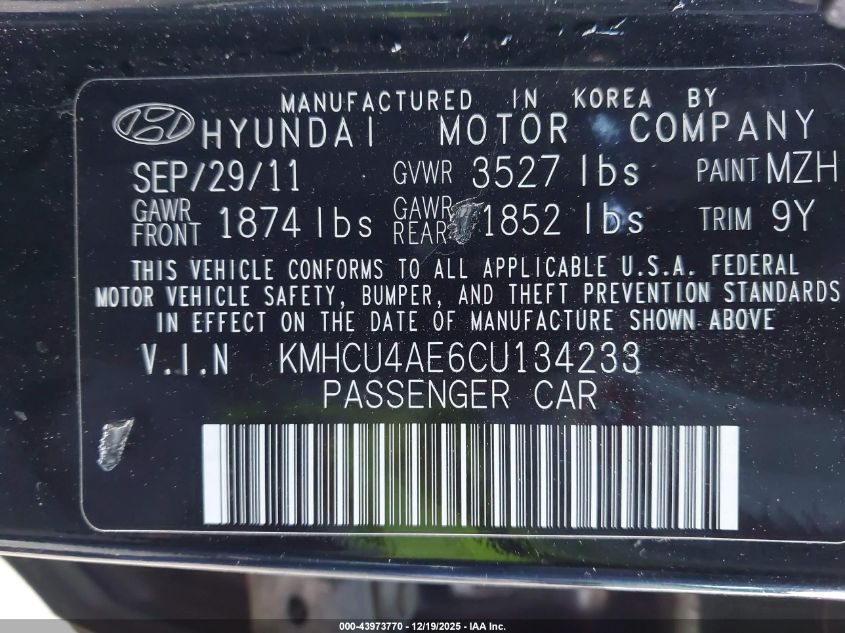 MANUFACTURED IN KOREA BY
HYUNDAI MOTOR COMPANY
SEP/29/11 GVWR 3527 lbs PAINT MZH
GAWR FRONT 1874 lbs GAWR REAR 1852 lbs TRIM 9Y
THIS VEHICLE CONFORMS TO ALL APPLICABLE U.S.A. FEDERAL
MOTOR VEHICLE SAFETY, BUMPER, AND THEFT PREVENTION STANDARDS
IN EFFECT ON THE DATE OF MANUFACTURE SHOWN ABOVE
V.I.N KMHCU4AE6CU134233
PASSENGER CAR
000-43973770 - 12/19/2025 - IAA Inc.